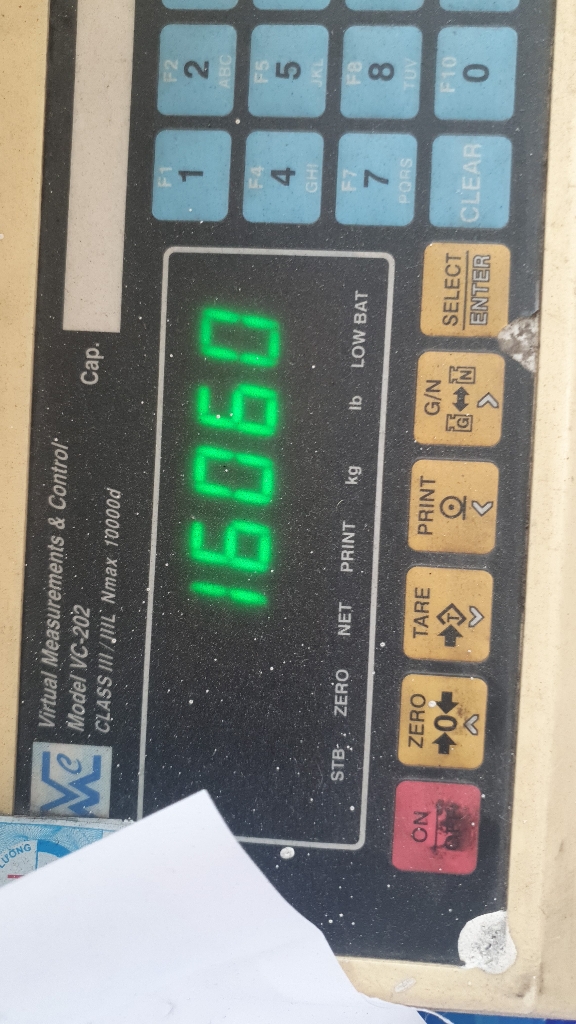 Virtual Measurements & Control
Model VC-202
CLASS III / IIIL Nmax 10000d
Cap.
16060
STB ZERO NET PRINT kg lb LOW BAT
F1 1
F2 2 ABC
F4 4 GHI
F5 5 JKL
F7 7 PQRS
F8 8 TUV
CLEAR
F10 0
ON
ZERO
→0←
TARE
T
PRINT
G/N
G N
SELECT
ENTER
LƯỜNG